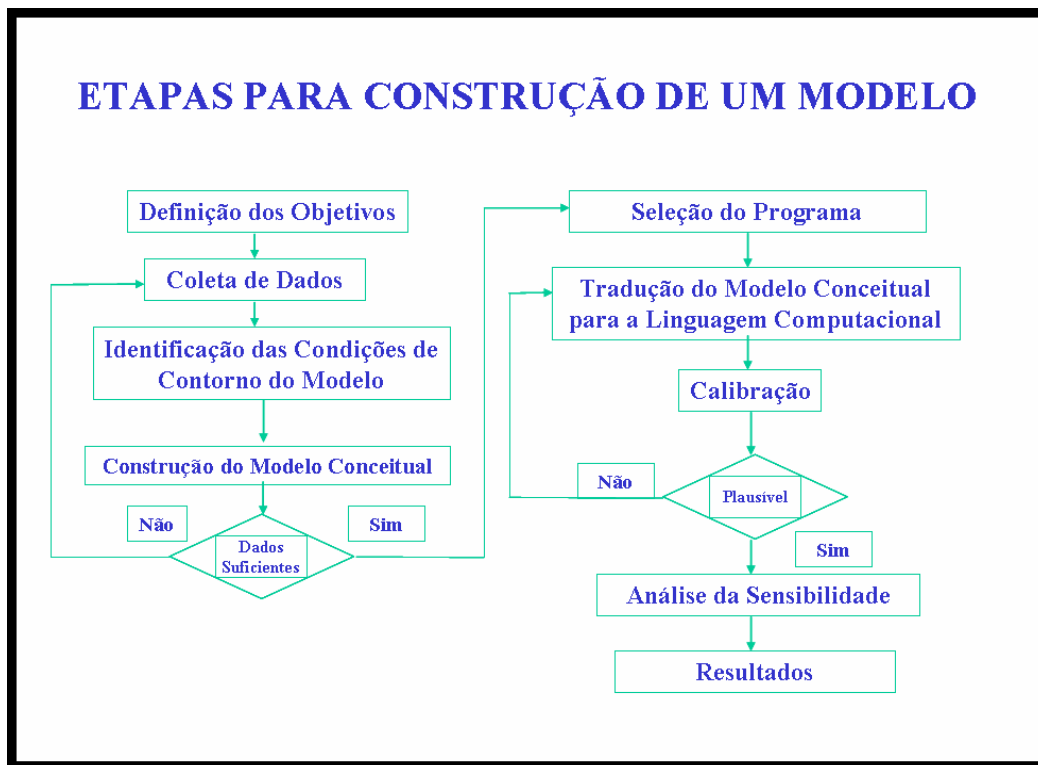 ETAPAS PARA CONSTRUÇÃO DE UM MODELO
Definição dos Objetivos
Coleta de Dados
Identificação das Condições de
Contorno do Modelo
Construção do Modelo Conceitual
Não
Sim
Dados
Suficientes
Seleção do Programa
Tradução do Modelo Conceitual
para a Linguagem Computacional
Calibração
Não
Plausível
Sim
Análise da Sensibilidade
Resultados